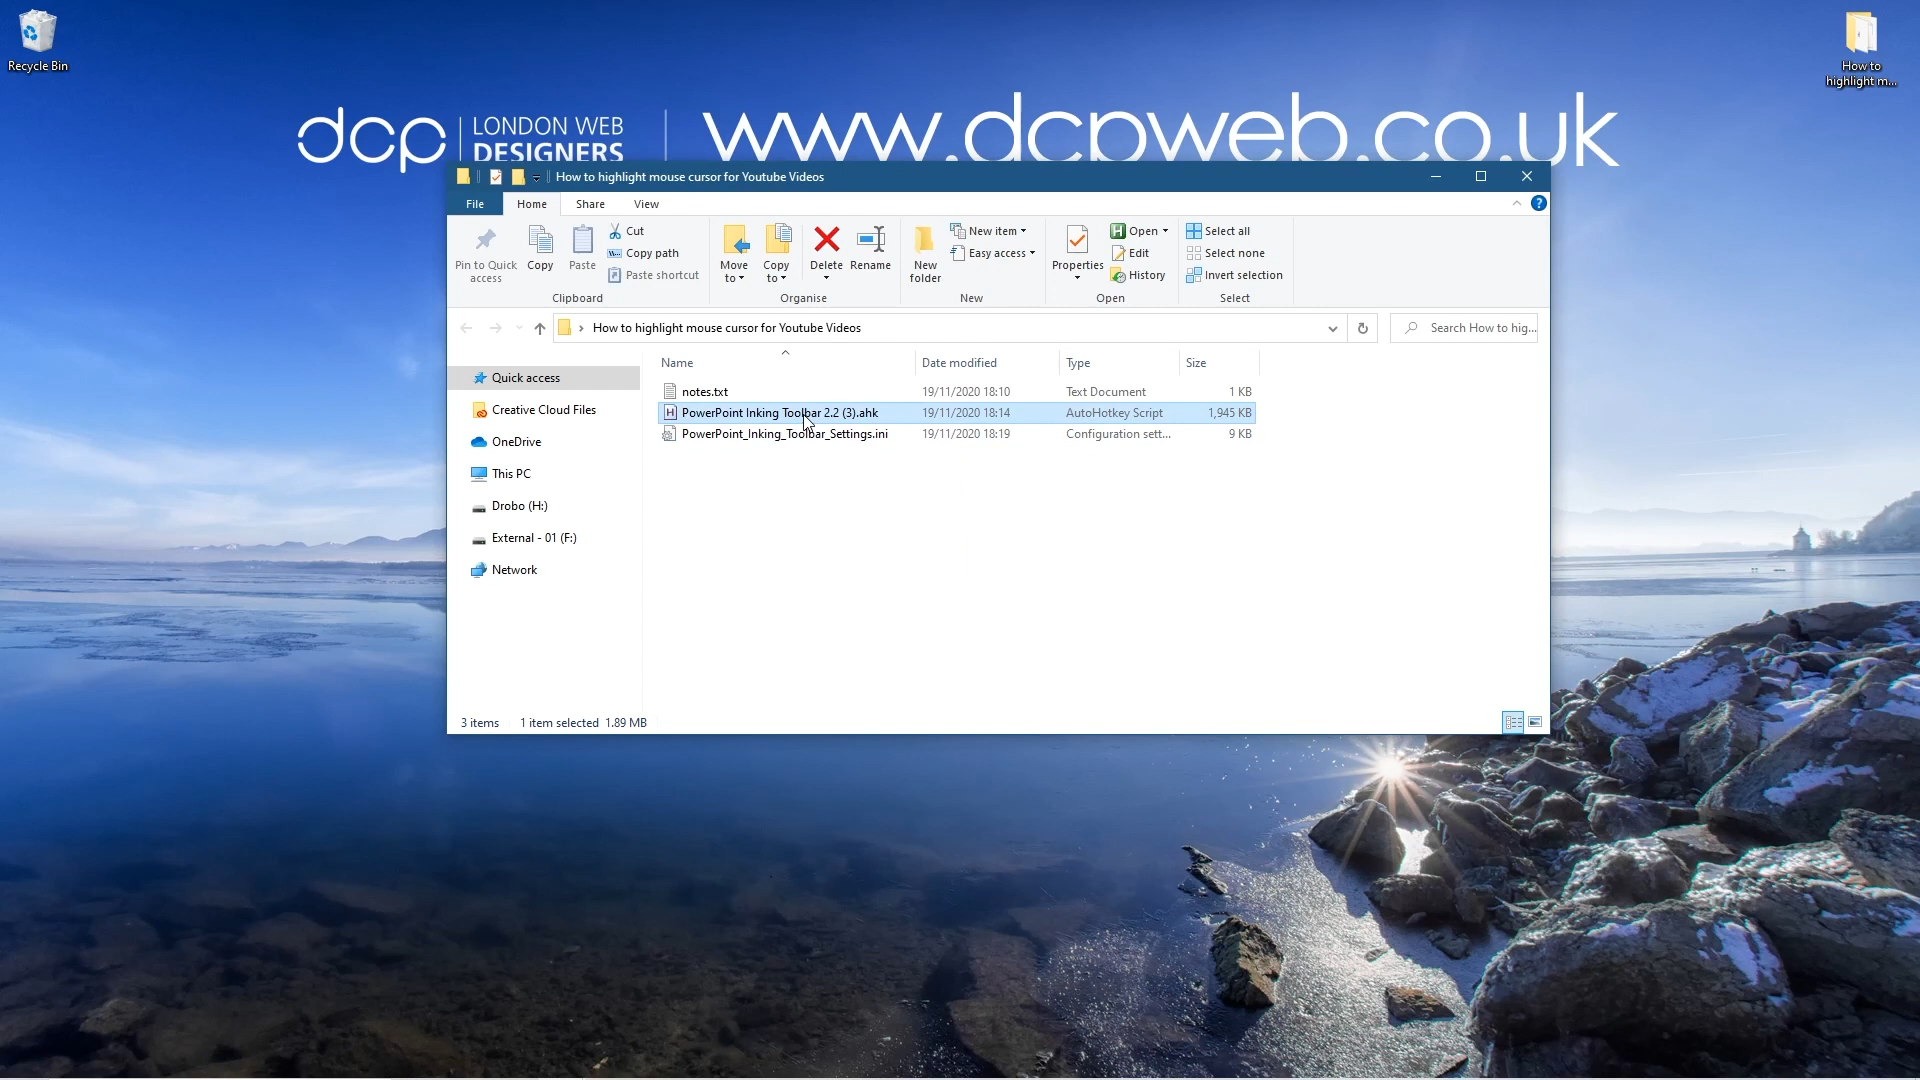 Recycle Bin
How to
highlight m...
dcp
LONDON WEB
DESIGNERS
www.dcpweb.co.uk
How to highlight mouse cursor for Youtube Videos
File
Home
Share
View
?
Pin to Quick
access
Copy
Paste
Cut
Copy path
Paste shortcut
Clipboard
Move
to
Copy
to
Delete
Rename
Organise
New
folder
New item
Easy access
New
Properties
Open
Edit
History
Open
Select all
Select none
Invert selection
Select
How to highlight mouse cursor for Youtube Videos
Search How to hig...
Quick access
Creative Cloud Files
OneDrive
This PC
Drobo (H:)
External - 01 (F:)
Network
Name
Date modified
Type
Size
notes.txt
19/11/2020 18:10
Text Document
1 KB
PowerPoint Inking Toolbar 2.2 (3).ahk
19/11/2020 18:14
AutoHotkey Script
1,945 KB
PowerPoint_Inking_Toolbar_Settings.ini
19/11/2020 18:19
Configuration sett...
9 KB
3 items
1 item selected 1.89 MB